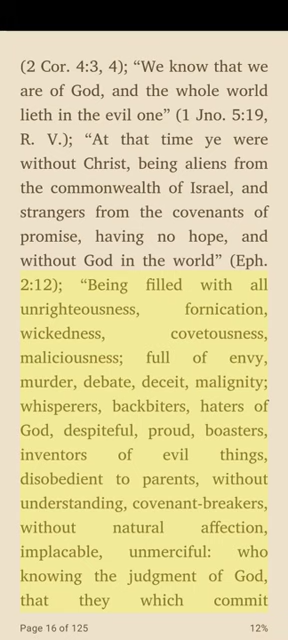 (2 Cor. 4:3, 4); “We know that we
are of God, and the whole world
lieth in the evil one” (1 Jno. 5:19,
R. V.); “At that time ye were
without Christ, being aliens from
the commonwealth of Israel, and
strangers from the covenants of
promise, having no hope, and
without God in the world” (Eph.
2:12); “Being filled with all
unrighteousness, fornication,
wickedness, covetousness,
maliciousness; full of envy,
murder, debate, deceit, malignity;
whisperers, backbiters, haters of
God, despiteful, proud, boasters,
inventors of evil things,
disobedient to parents, without
understanding, covenant-breakers,
without natural affection,
implacable, unmerciful: who
knowing the judgment of God,
that they which commit
Page 16 of 125 12%